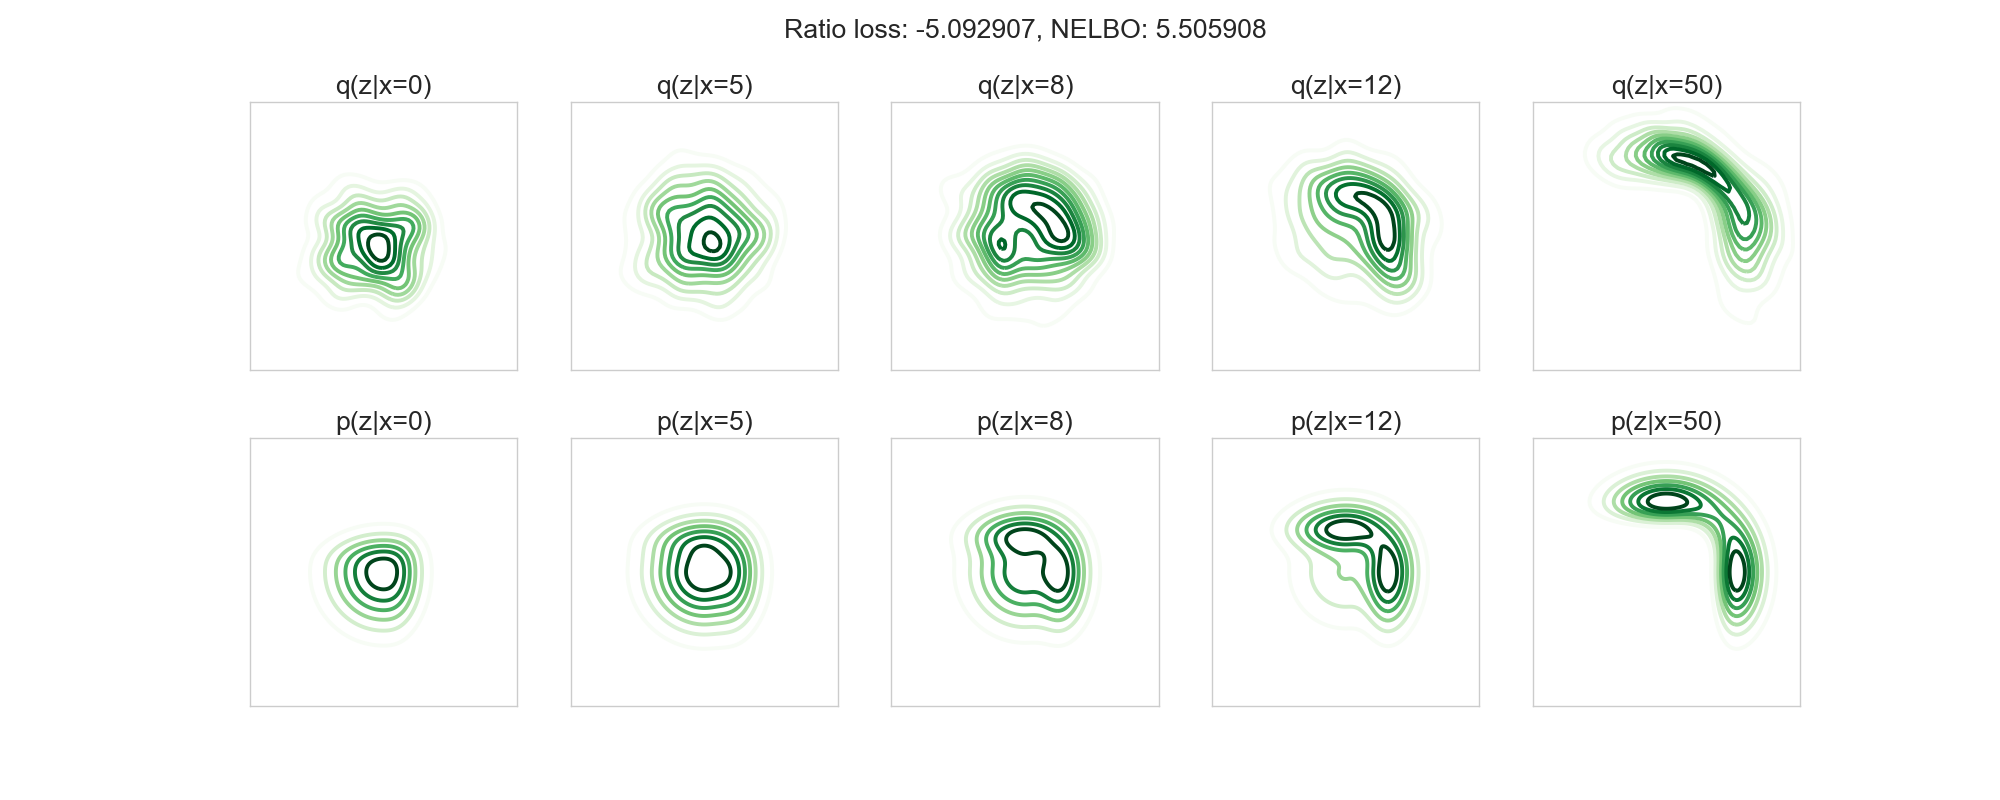 Ratio loss: -5.092907, NELBO: 5.505908
q(z|x=0) q(z|x=5) q(z|x=8) q(z|x=12) q(z|x=50)
p(z|x=0) p(z|x=5) p(z|x=8) p(z|x=12) p(z|x=50)